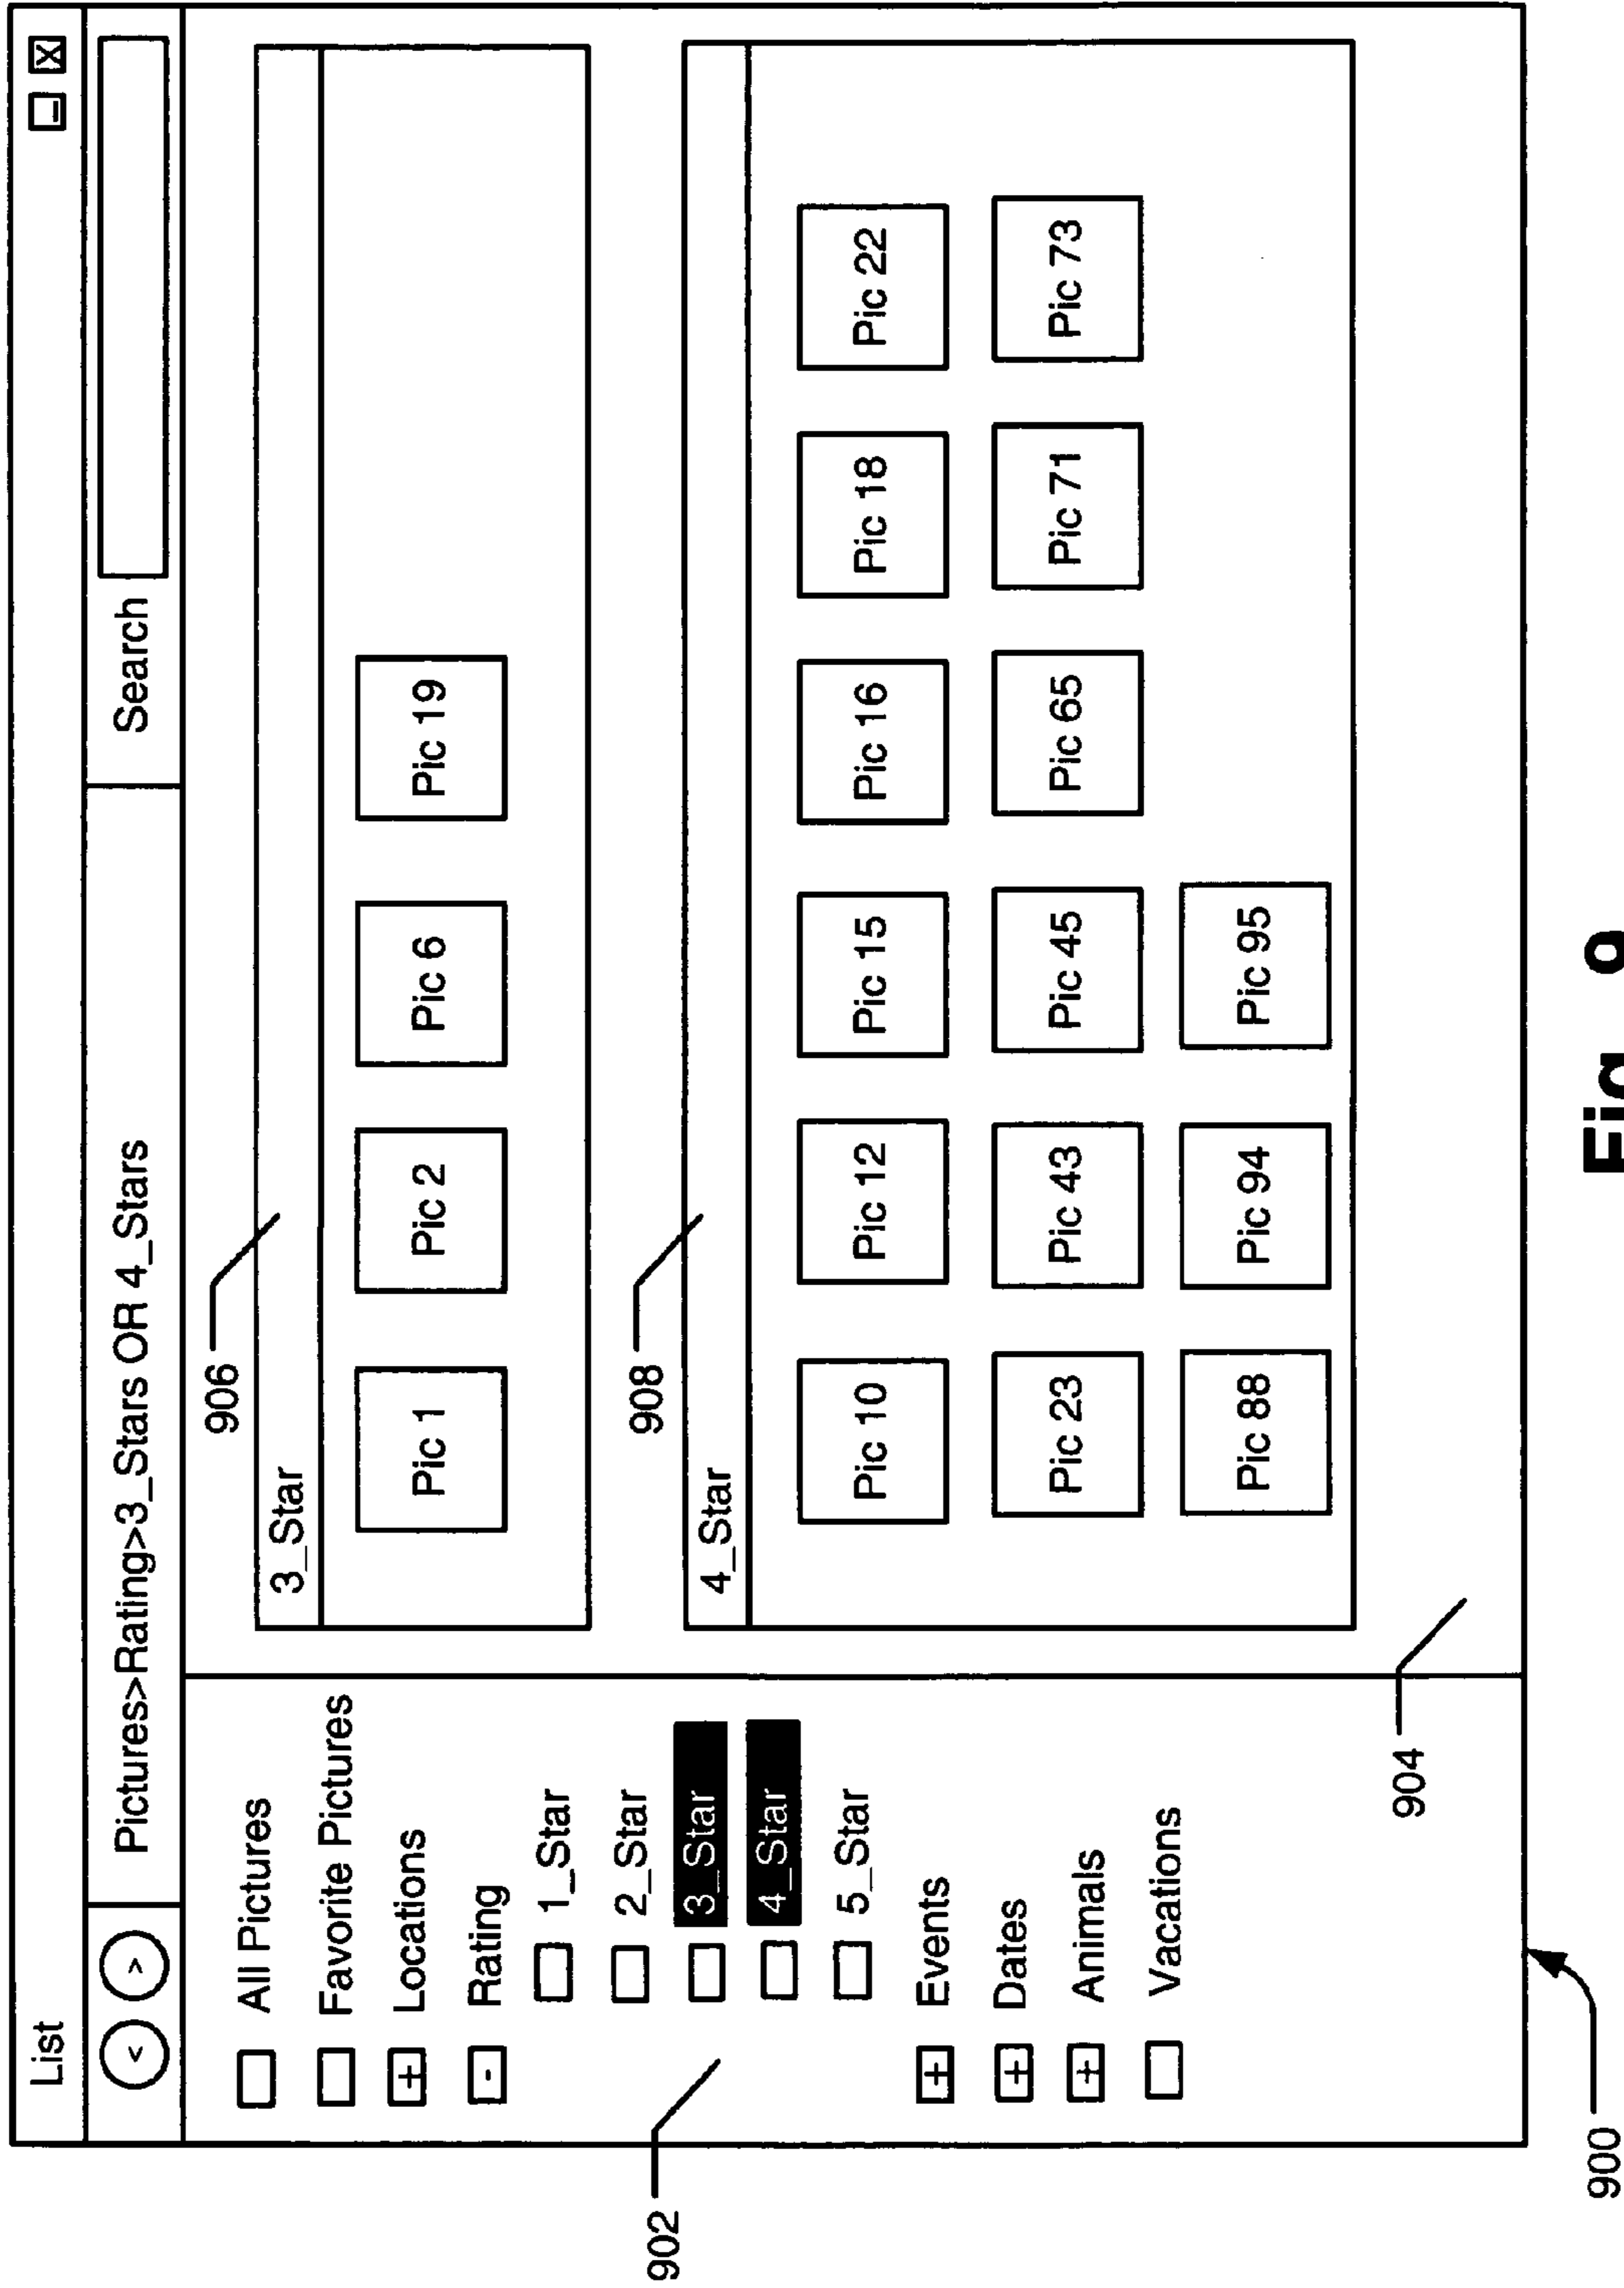 List
_ X
< > Pictures>Rating>3_Stars OR 4_Stars Search
All Pictures
Favorite Pictures
+ Locations
- Rating
1_Star
2_Star
3_Star
4_Star
5_Star
+ Events
+ Dates
+ Animals
Vacations
902
906
3_Star
Pic 1 Pic 2 Pic 6 Pic 19
908
4_Star
Pic 10 Pic 12 Pic 15 Pic 16 Pic 18 Pic 22
Pic 23 Pic 43 Pic 45 Pic 65 Pic 71 Pic 73
Pic 88 Pic 94 Pic 95
904
900